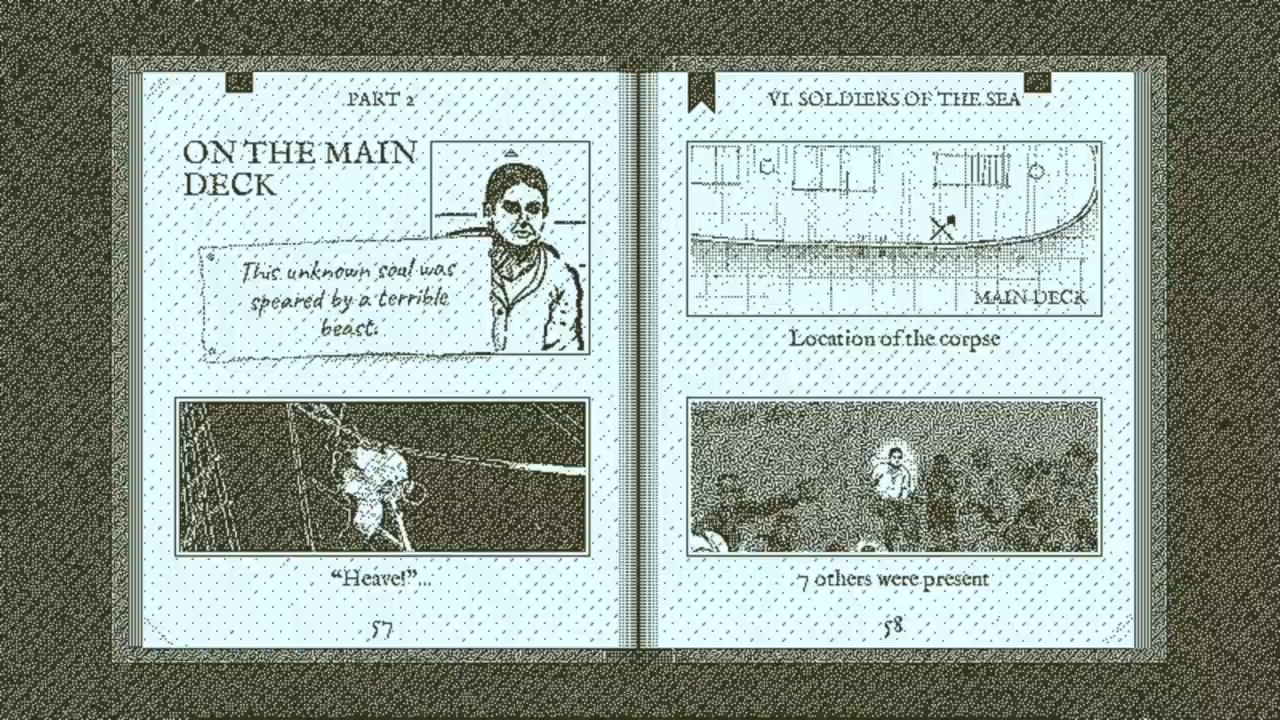 PART 2
ON THE MAIN
DECK
This unknown soul was
speared by a terrible
beast.
“Heave!”...
57
VI. SOLDIERS OF THE SEA
MAIN DECK
Location of the corpse
7 others were present
58